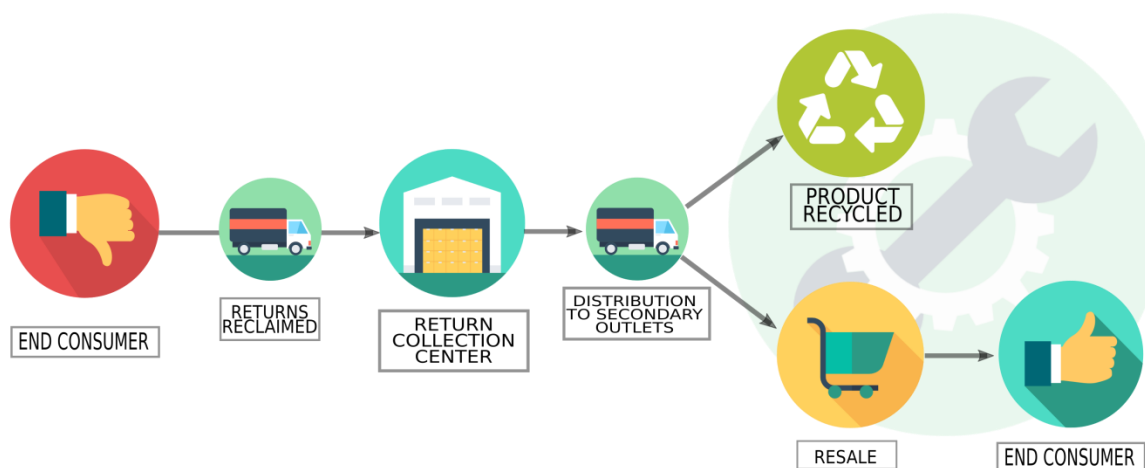 END CONSUMER
RETURNS
RECLAIMED
RETURN
COLLECTION
CENTER
DISTRIBUTION
TO SECONDARY
OUTLETS
PRODUCT
RECYCLED
RESALE
END CONSUMER